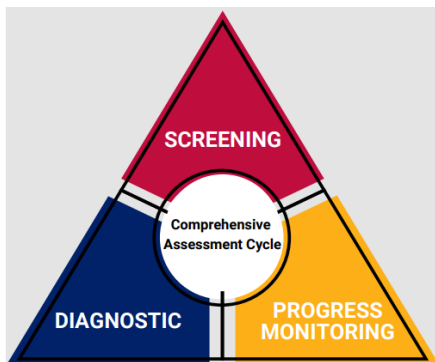 SCREENING
Comprehensive
Assessment Cycle
DIAGNOSTIC
PROGRESS
MONITORING